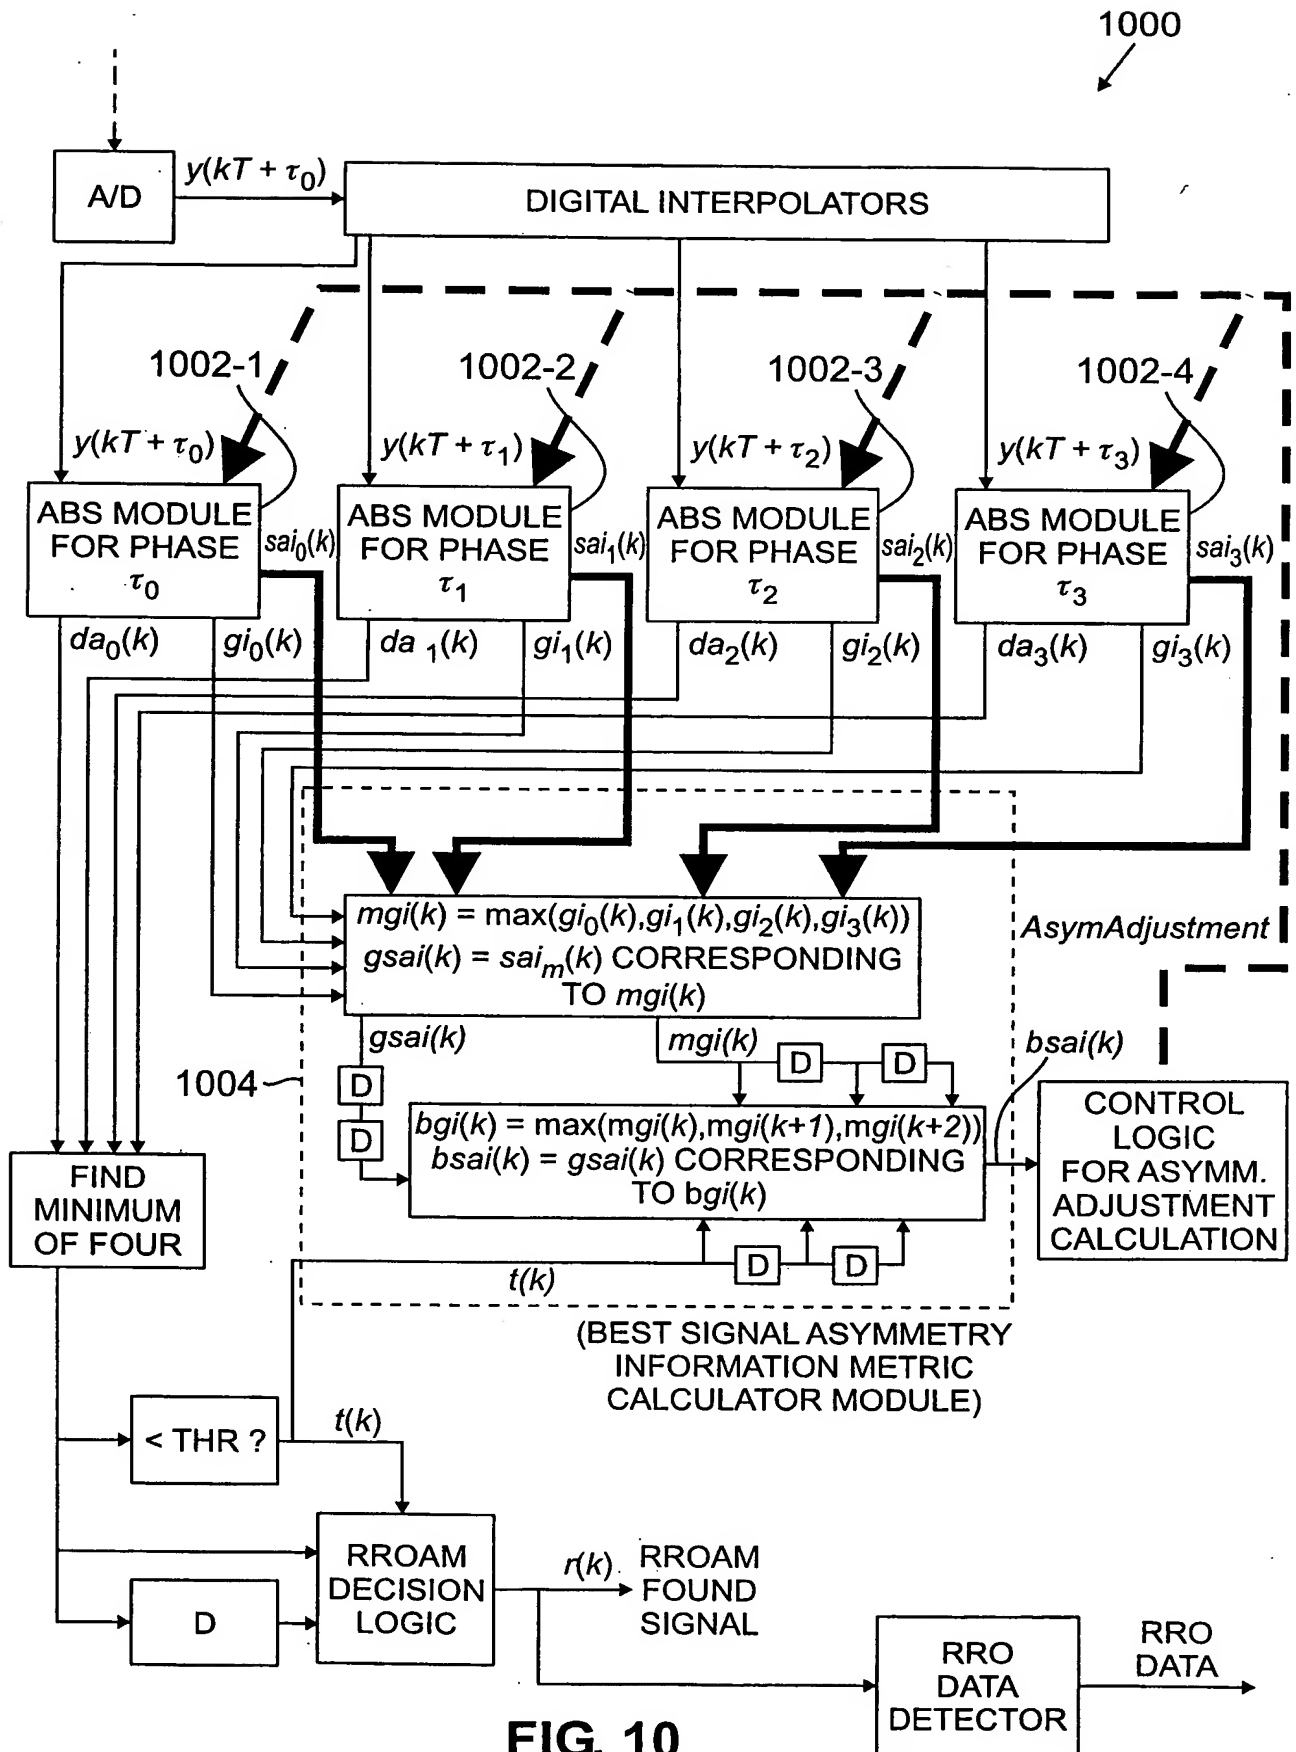 1000
A/D
y(kT + τ0)
DIGITAL INTERPOLATORS
1002-1
1002-2
1002-3
1002-4
y(kT + τ0)
y(kT + τ1)
y(kT + τ2)
y(kT + τ3)
ABS MODULE
FOR PHASE
τ0
sai0(k)
ABS MODULE
FOR PHASE
τ1
sai1(k)
ABS MODULE
FOR PHASE
τ2
sai2(k)
ABS MODULE
FOR PHASE
τ3
sai3(k)
da0(k)
gi0(k)
da 1(k)
gi1(k)
da2(k)
gi2(k)
da3(k)
gi3(k)
mgi(k) = max(gi0(k),gi1(k),gi2(k),gi3(k))
gsai(k) = saim(k) CORRESPONDING
TO mgi(k)
AsymAdjustment
gsai(k)
mgi(k)
D
D
bsai(k)
1004
D
D
bgi(k) = max(mgi(k),mgi(k+1),mgi(k+2))
bsai(k) = gsai(k) CORRESPONDING
TO bgi(k)
CONTROL
LOGIC
FOR ASYMM.
ADJUSTMENT
CALCULATION
FIND
MINIMUM
OF FOUR
t(k)
D
D
(BEST SIGNAL ASYMMETRY
INFORMATION METRIC
CALCULATOR MODULE)
< THR ?
t(k)
RROAM
DECISION
LOGIC
D
r(k)
RROAM
FOUND
SIGNAL
RRO
DATA
DETECTOR
RRO
DATA
FIG. 10